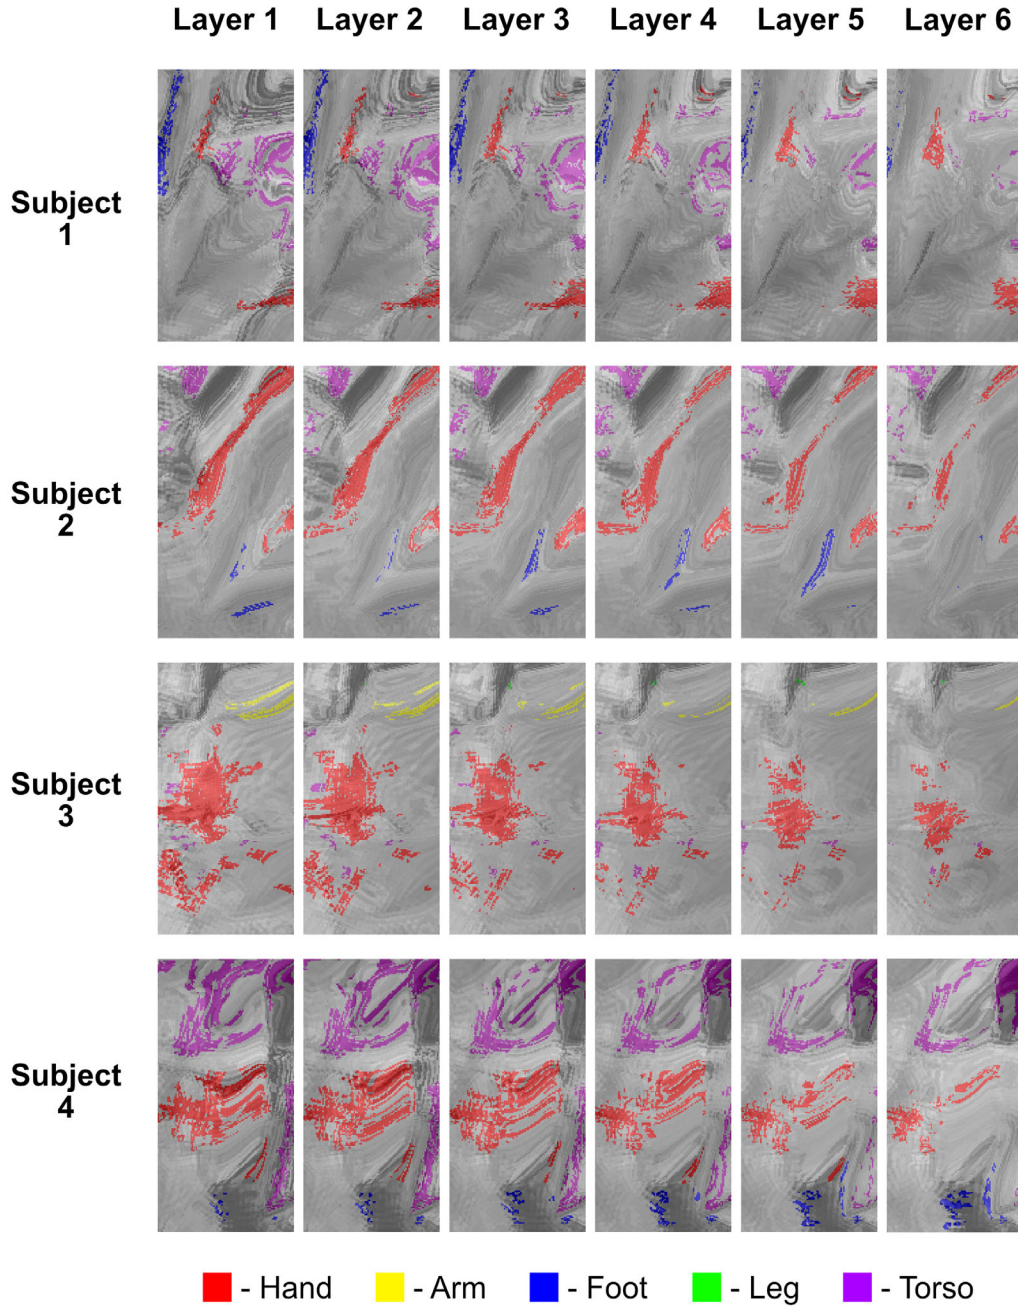 Layer 1 Layer 2 Layer 3 Layer 4 Layer 5 Layer 6
Subject
1
Subject
2
Subject
3
Subject
4
- Hand - Arm - Foot - Leg - Torso